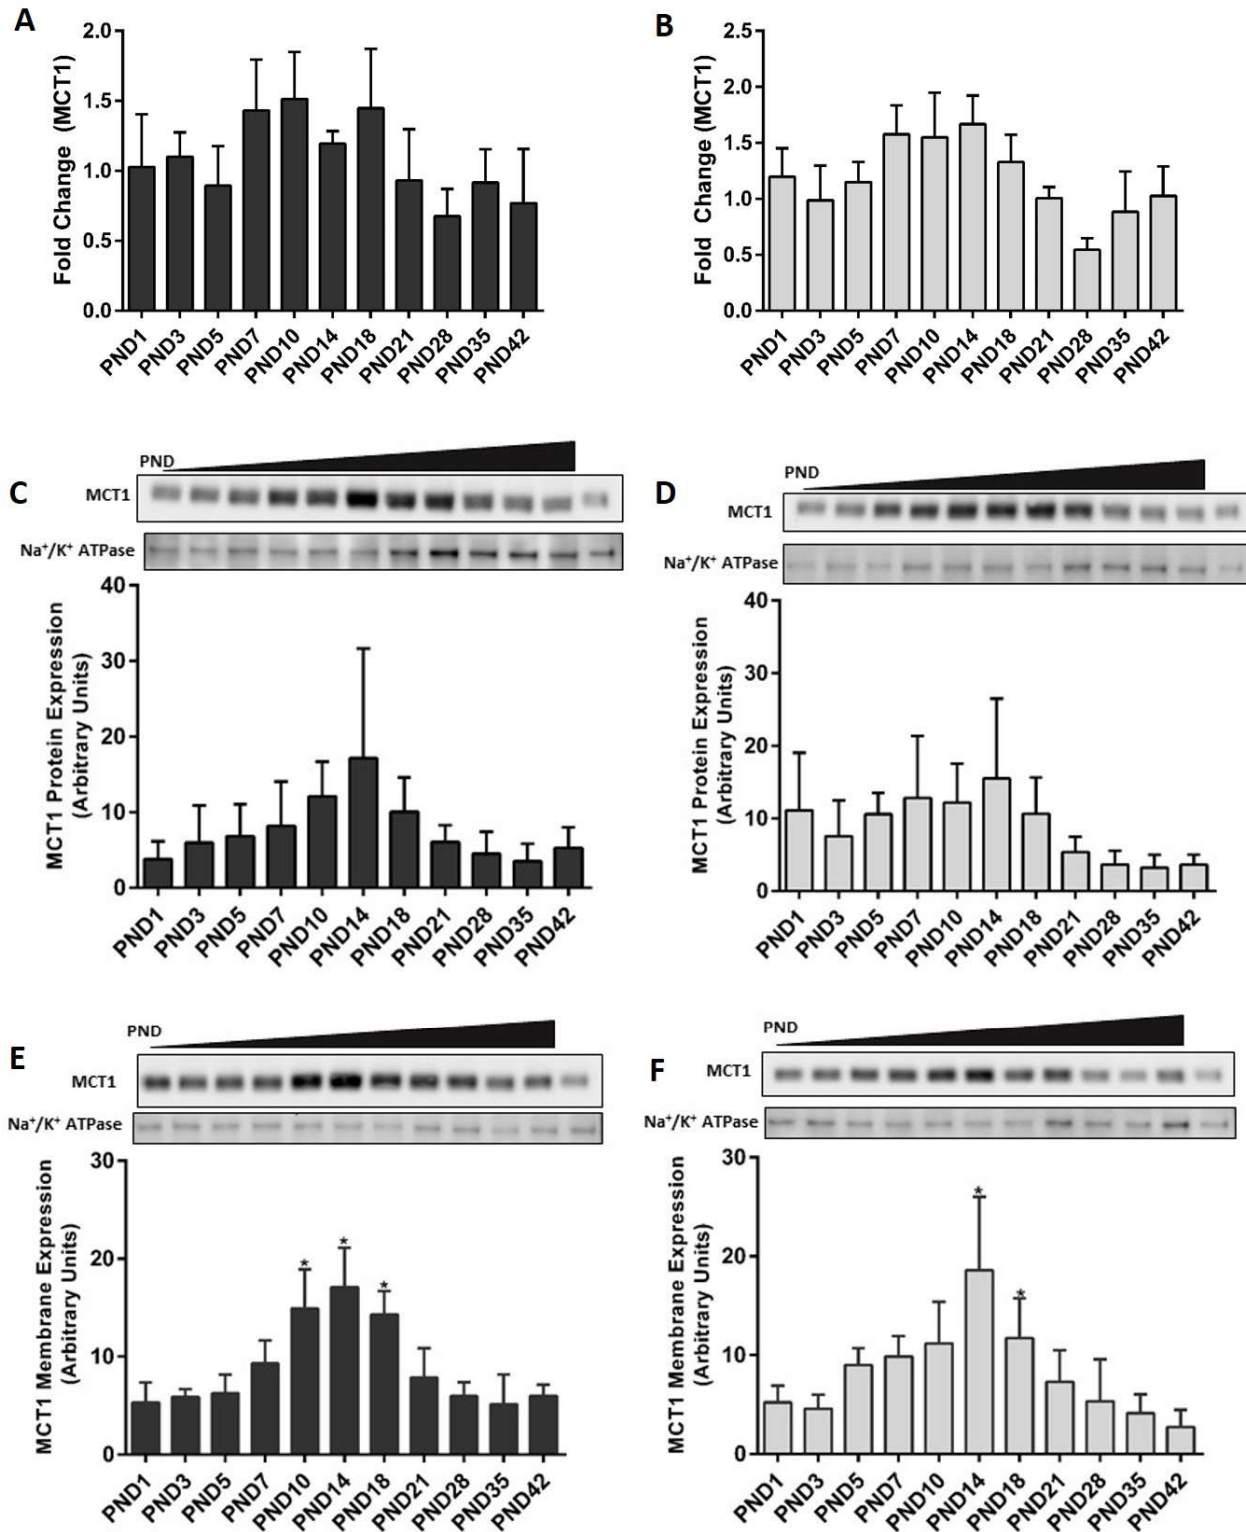 A
Fold Change (MCT1)
2.0
1.5
1.0
0.5
0.0
PND1 PND3 PND5 PND7 PND10 PND14 PND18 PND21 PND28 PND35 PND42
B
Fold Change (MCT1)
2.5
2.0
1.5
1.0
0.5
0.0
PND1 PND3 PND5 PND7 PND10 PND14 PND18 PND21 PND28 PND35 PND42
C
PND
MCT1
Na⁺/K⁺ ATPase
MCT1 Protein Expression
(Arbitrary Units)
40
30
20
10
0
PND1 PND3 PND5 PND7 PND10 PND14 PND18 PND21 PND28 PND35 PND42
D
PND
MCT1
Na⁺/K⁺ ATPase
MCT1 Protein Expression
(Arbitrary Units)
40
30
20
10
0
PND1 PND3 PND5 PND7 PND10 PND14 PND18 PND21 PND28 PND35 PND42
E
PND
MCT1
Na⁺/K⁺ ATPase
MCT1 Membrane Expression
(Arbitrary Units)
30
20
10
0
* * *
PND1 PND3 PND5 PND7 PND10 PND14 PND18 PND21 PND28 PND35 PND42
F
PND
MCT1
Na⁺/K⁺ ATPase
MCT1 Membrane Expression
(Arbitrary Units)
30
20
10
0
* *
PND1 PND3 PND5 PND7 PND10 PND14 PND18 PND21 PND28 PND35 PND42